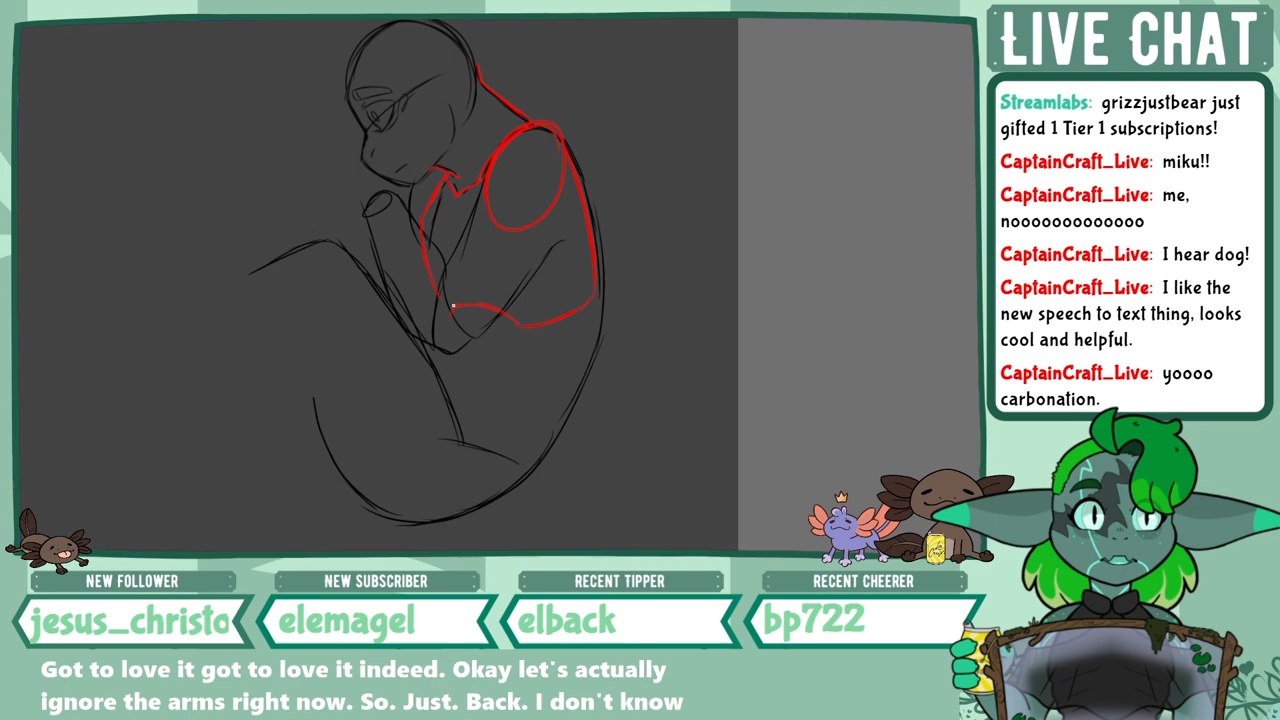 LIVE CHAT
Streamlabs: grizzjustbear just
gifted 1 Tier 1 subscriptions!
CaptainCraft_Live: miku!!
CaptainCraft_Live: me,
nooooooooooooo
CaptainCraft_Live: I hear dog!
CaptainCraft_Live: I like the
new speech to text thing, looks
cool and helpful.
CaptainCraft_Live: yoooo
carbonation.
NEW FOLLOWER
NEW SUBSCRIBER
RECENT TIPPER
RECENT CHEERER
jesus_christo
elemagel
elback
bp722
Got to love it got to love it indeed. Okay let's actually
ignore the arms right now. So. Just. Back. I don't know